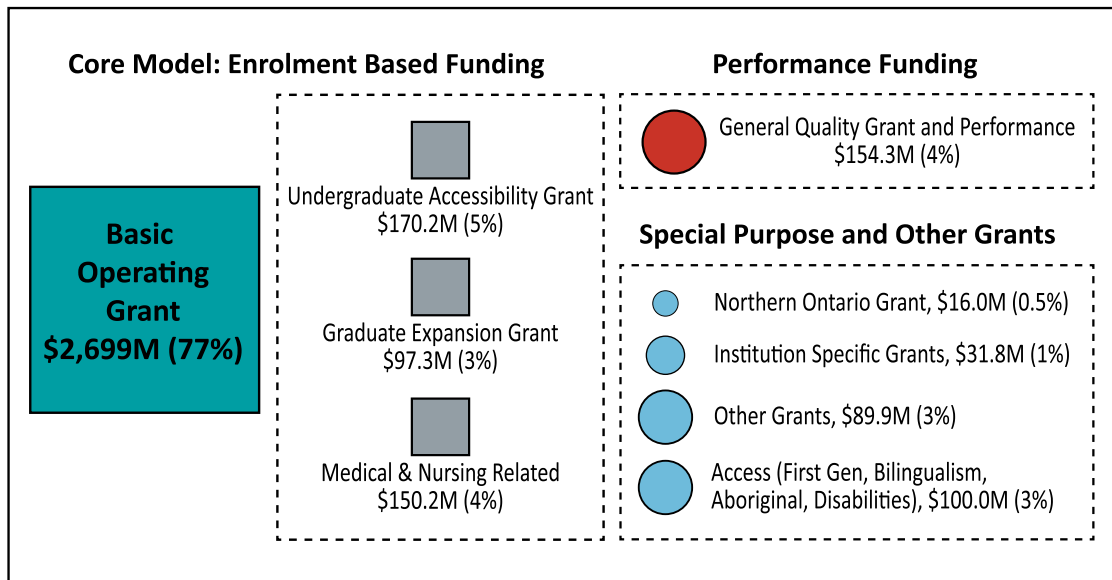 Core Model: Enrolment Based Funding
Basic
Operating
Grant
$2,699M (77%)
Undergraduate Accessibility Grant
$170.2M (5%)
Graduate Expansion Grant
$97.3M (3%)
Medical & Nursing Related
$150.2M (4%)
Performance Funding
General Quality Grant and Performance
$154.3M (4%)
Special Purpose and Other Grants
Northern Ontario Grant, $16.0M (0.5%)
Institution Specific Grants, $31.8M (1%)
Other Grants, $89.9M (3%)
Access (First Gen, Bilingualism,
Aboriginal, Disabilities), $100.0M (3%)